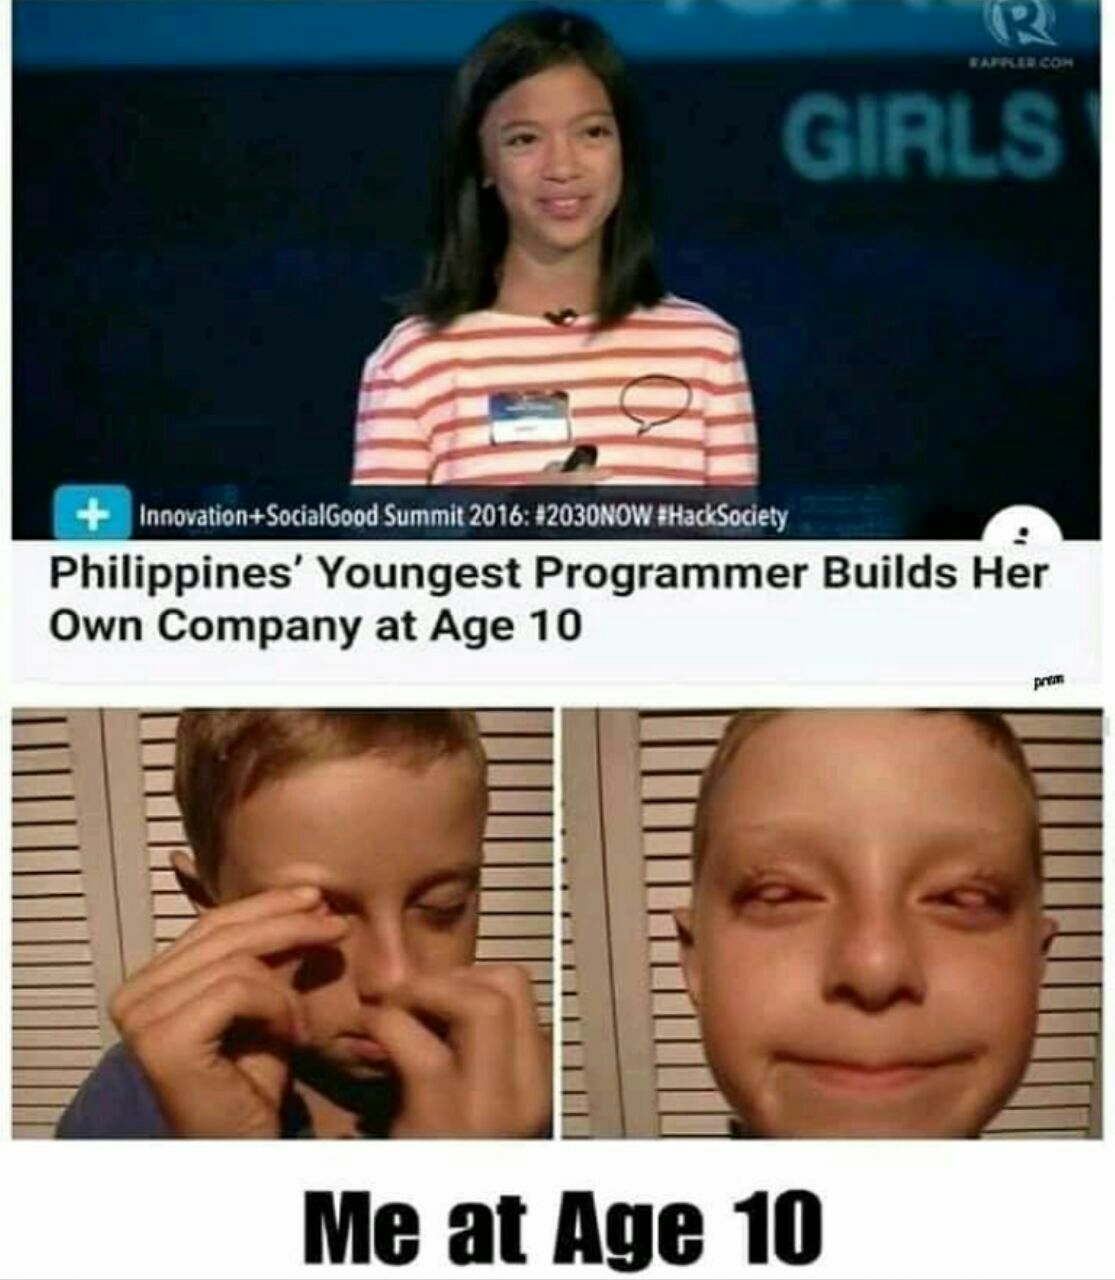 R
RAPPLER.COM
GIRLS
Innovation+SocialGood Summit 2016: #2030NOW #HackSociety
Philippines' Youngest Programmer Builds Her
Own Company at Age 10
prem
Me at Age 10